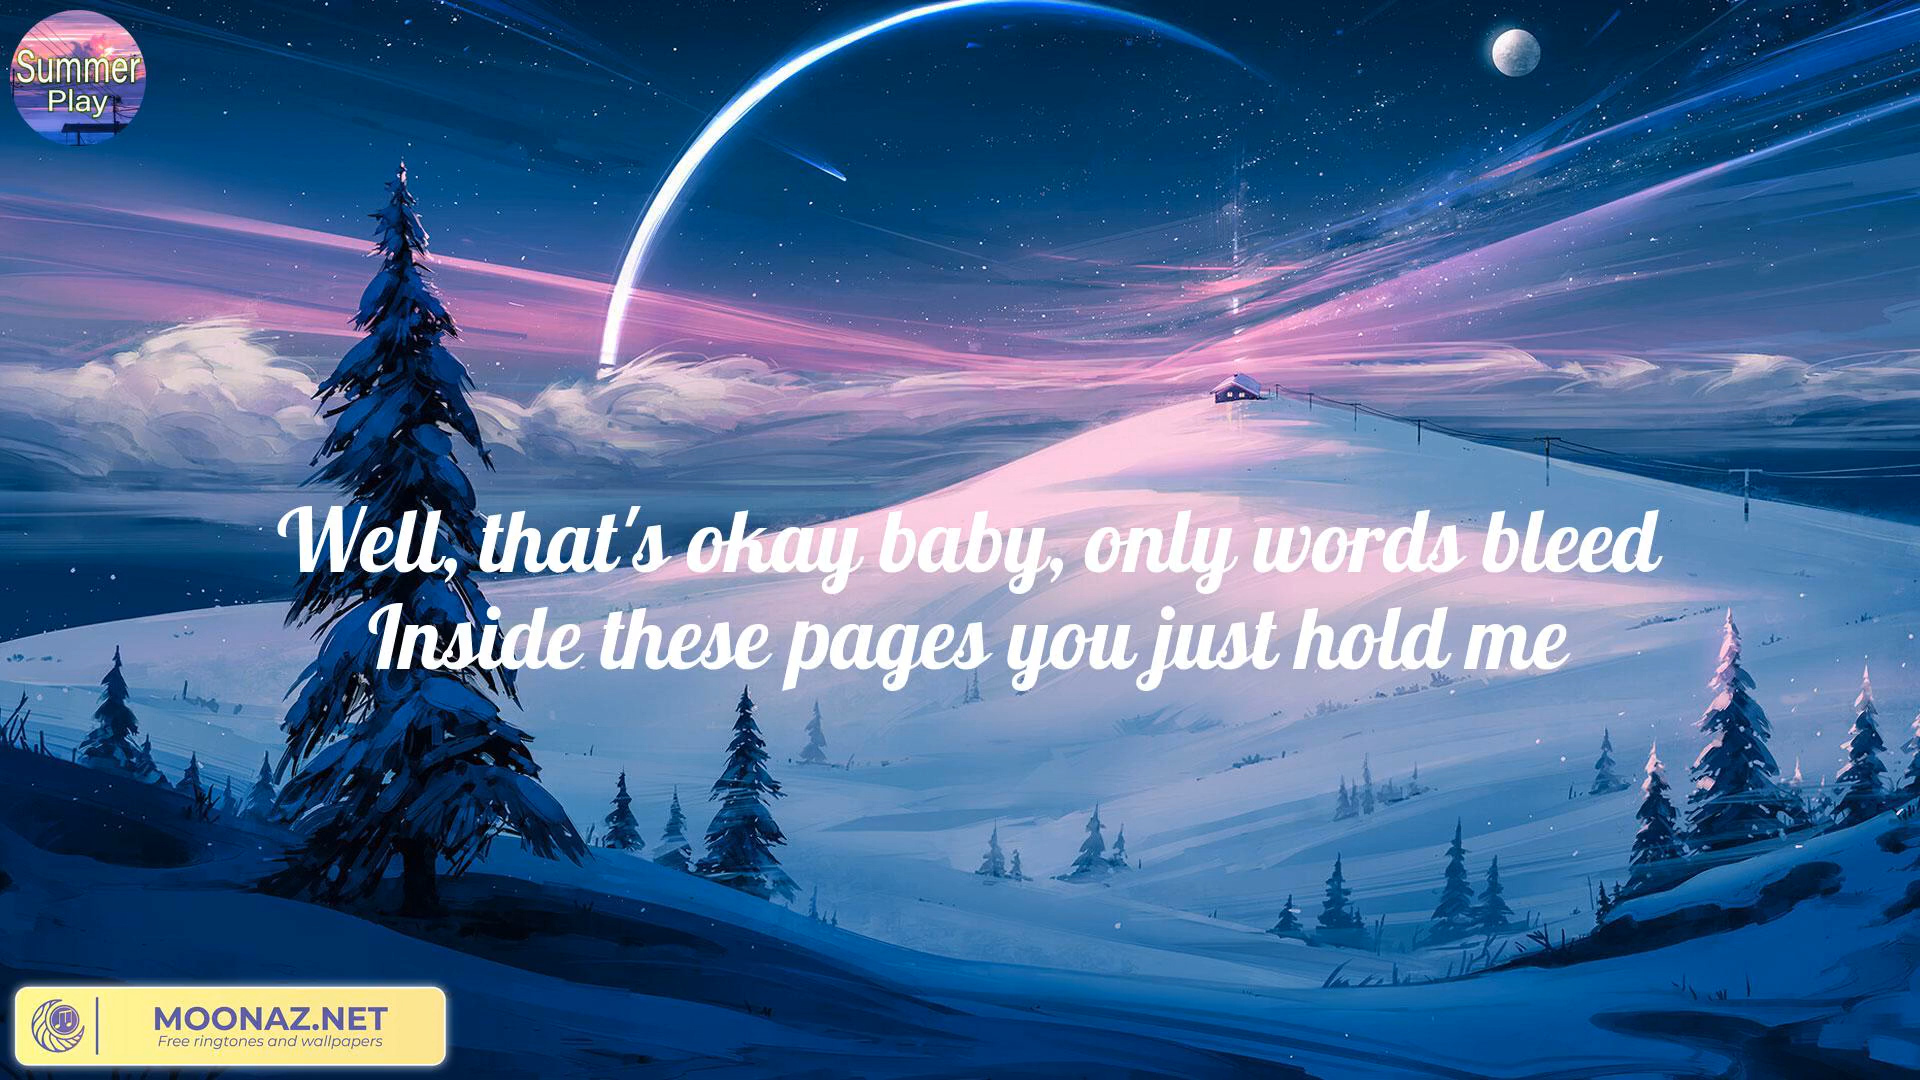 Summer
Play
Well, that's okay baby, only words bleed
Inside these pages you just hold me
MOONAZ.NET
Free ringtones and wallpapers